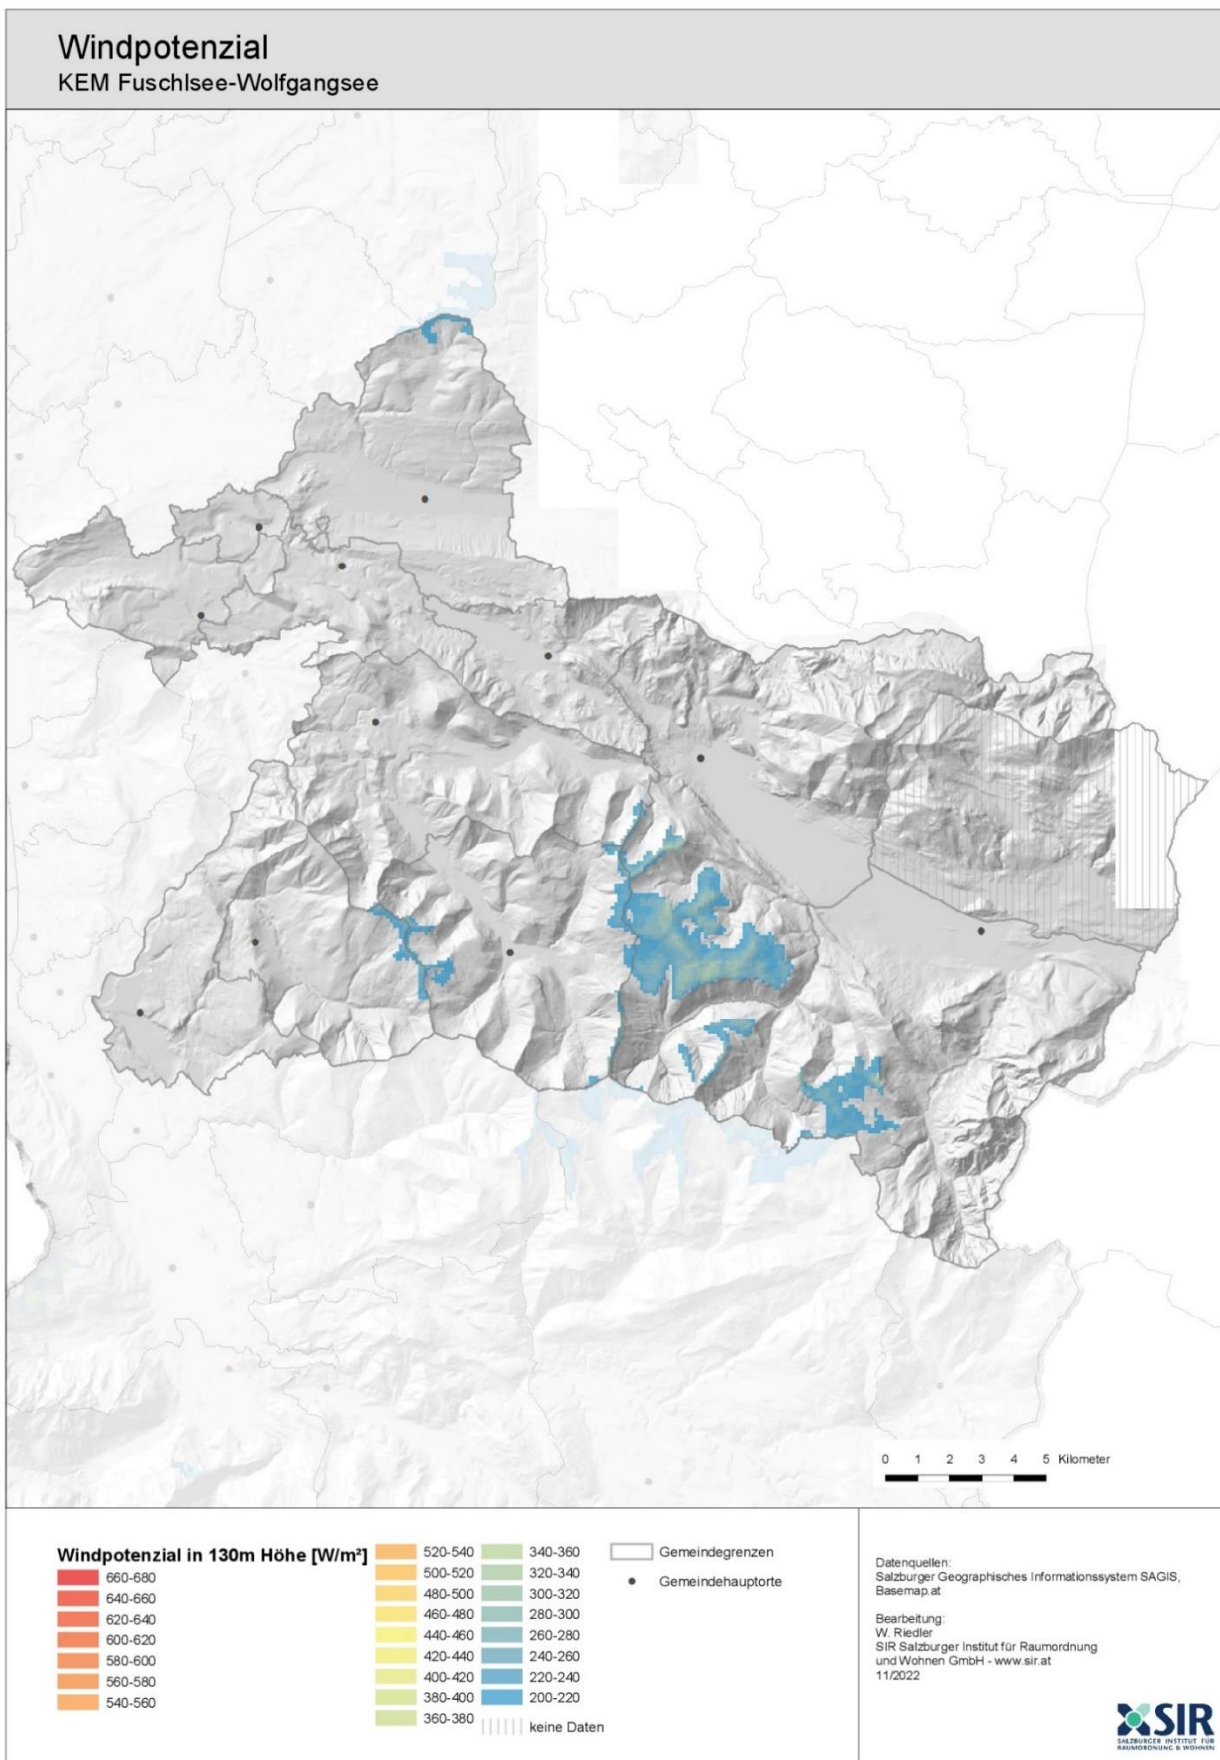 Windpotenzial
KEM Fuschlsee-Wolfgangsee
0 1 2 3 4 5 Kilometer
Windpotenzial in 130m Höhe [W/m²]
660-680
640-660
620-640
600-620
580-600
560-580
540-560
520-540
500-520
480-500
460-480
440-460
420-440
400-420
380-400
360-380
340-360
320-340
300-320
280-300
260-280
240-260
220-240
200-220
keine Daten
Gemeindegrenzen
Gemeindehauptorte
Datenquellen:
Salzburger Geographisches Informationssystem SAGIS,
Basemap.at
Bearbeitung:
W. Riedler
SIR Salzburger Institut für Raumordnung
und Wohnen GmbH - www.sir.at
11/2022
SIR
SALZBURGER INSTITUT FÜR
RAUMORDNUNG & WOHNEN